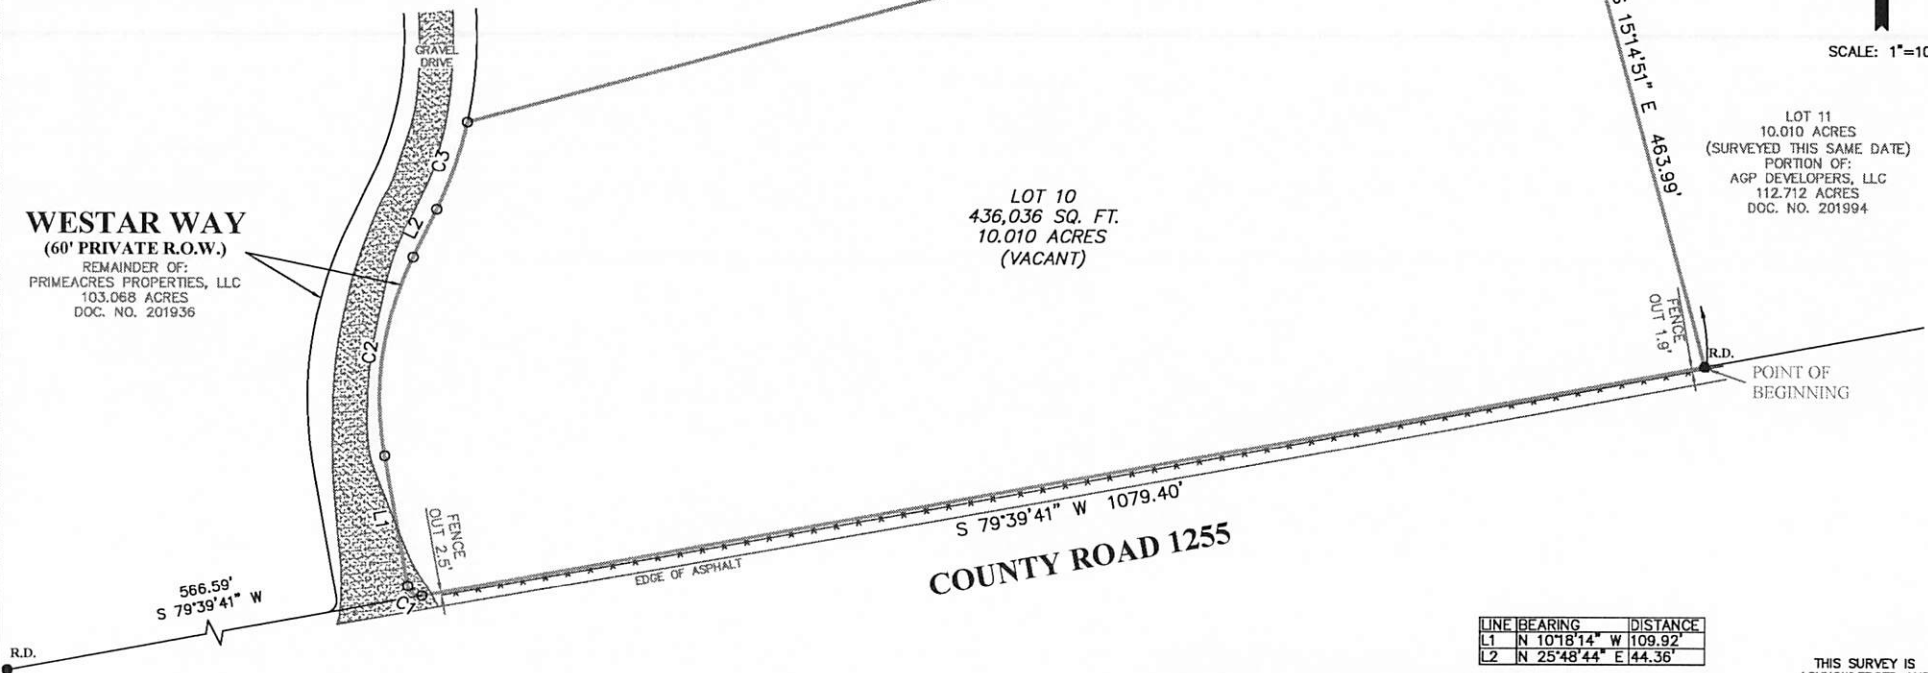 GRAVEL
DRIVE
SCALE: 1"=10
S 15°14'51" E 463.99'
LOT 11
10.010 ACRES
(SURVEYED THIS SAME DATE)
PORTION OF:
AGP DEVELOPERS, LLC
112.712 ACRES
DOC. NO. 201994
C3
L2
WESTAR WAY
(60' PRIVATE R.O.W.)
REMAINDER OF:
PRIMEACRES PROPERTIES, LLC
103.068 ACRES
DOC. NO. 201936
LOT 10
436,036 SQ. FT.
10.010 ACRES
(VACANT)
C2
FENCE
OUT 1.9'
R.D.
POINT OF
BEGINNING
L1
FENCE
OUT 2.5'
C1
S 79°39'41" W 1079.40'
EDGE OF ASPHALT
COUNTY ROAD 1255
566.59'
S 79°39'41" W
R.D.
LINE BEARING DISTANCE
L1 N 10°18'14" W 109.92'
L2 N 25°48'44" E 44.36'
THIS SURVEY IS